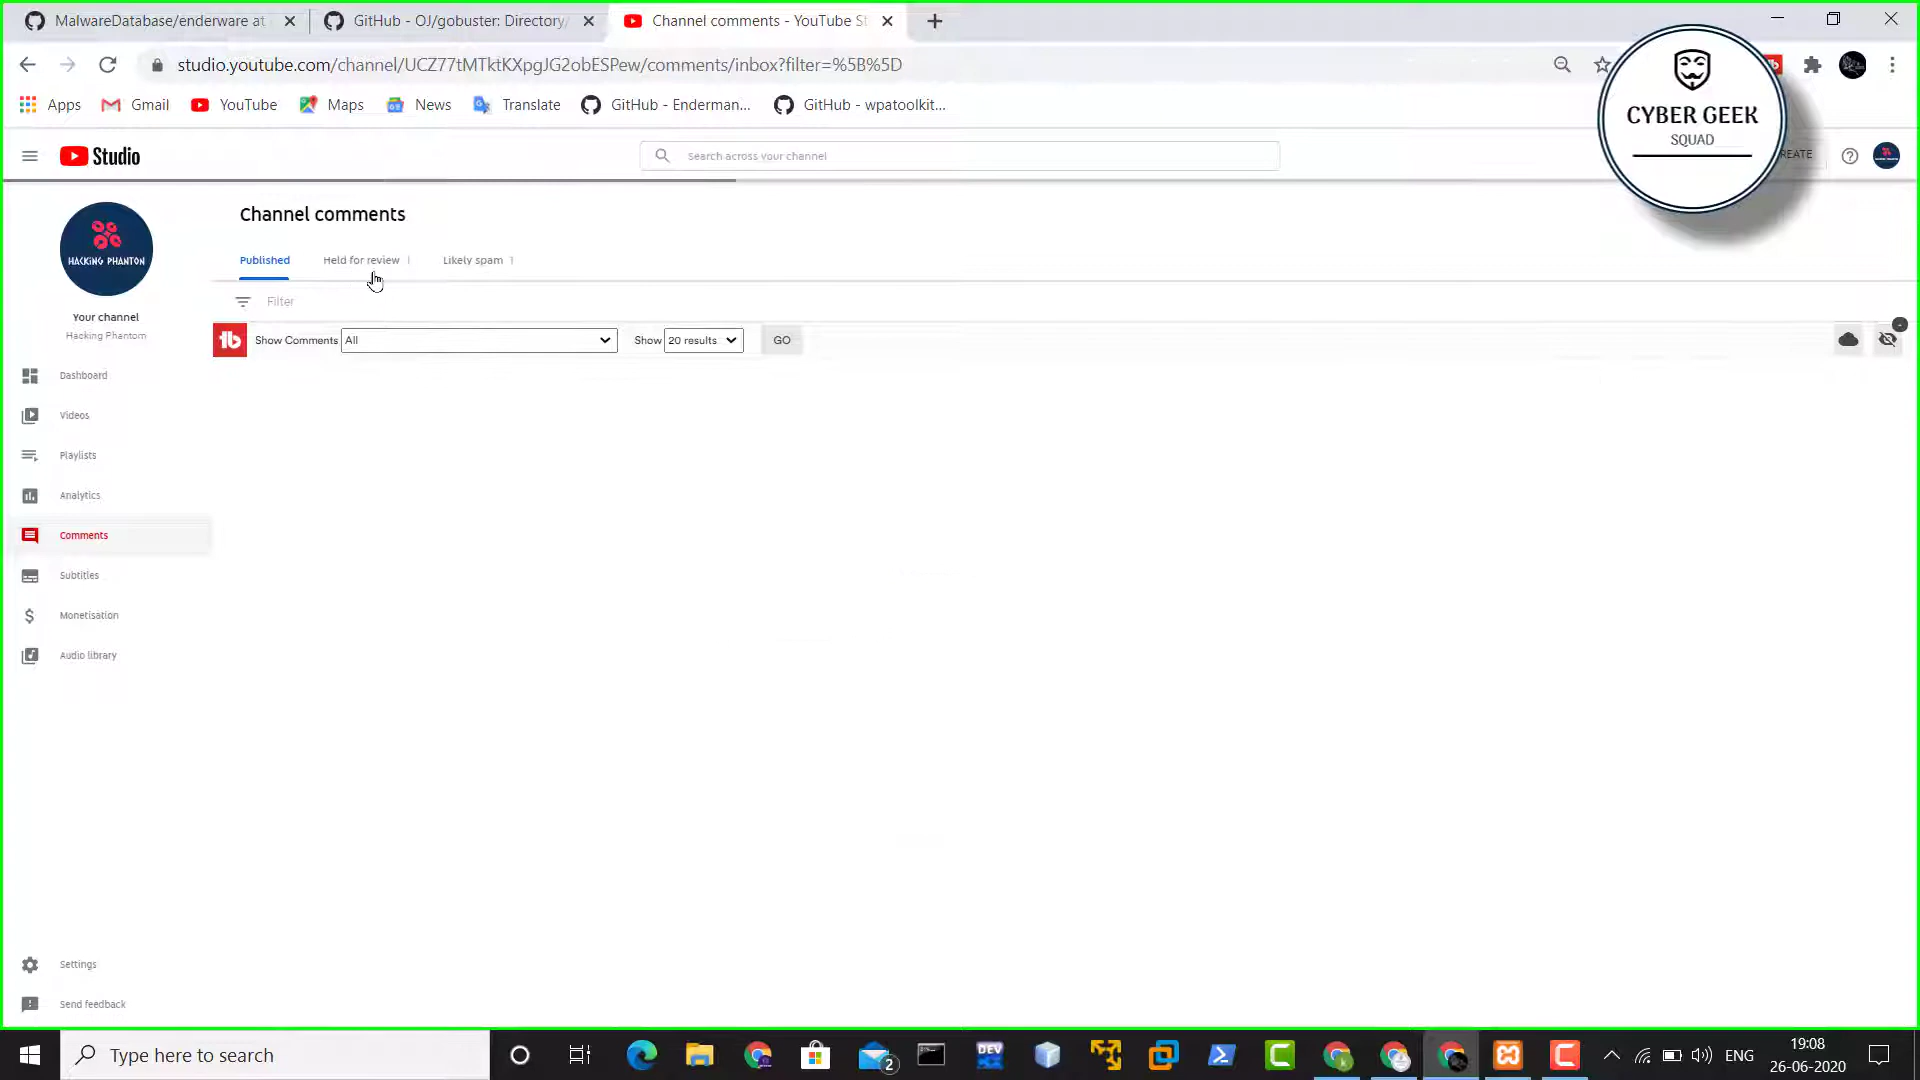 MalwareDatabase/enderware at
GitHub - OJ/gobuster: Directory/
Channel comments - YouTube St
studio.youtube.com/channel/UCZ77tMTktKXpgJG2obESPew/comments/inbox?filter=%5B%5D
Apps
Gmail
YouTube
Maps
News
Translate
GitHub - Enderman...
GitHub - wpatoolkit...
CYBER GEEK
SQUAD
Studio
Search across your channel
REATE
HACKING PHANTON
Your channel
Hacking Phantom
Channel comments
Published
Held for review
Likely spam
Filter
Show Comments
All
Show
20 results
GO
Dashboard
Videos
Playlists
Analytics
Comments
Subtitles
Monetisation
Audio library
Settings
Send feedback
Type here to search
DEV
2
ENG
19:08
26-06-2020